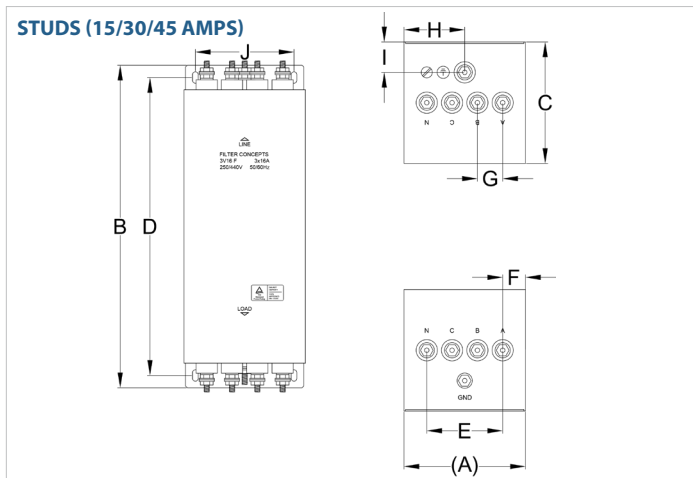 STUDS (15/30/45 AMPS)
J
B
D
LINE
FILTER CONCEPTS
3V16 F 3x16A
250/440V 50/60Hz
LOAD
H
I
C
N C B A
G
F
N C B A
GND
E
(A)